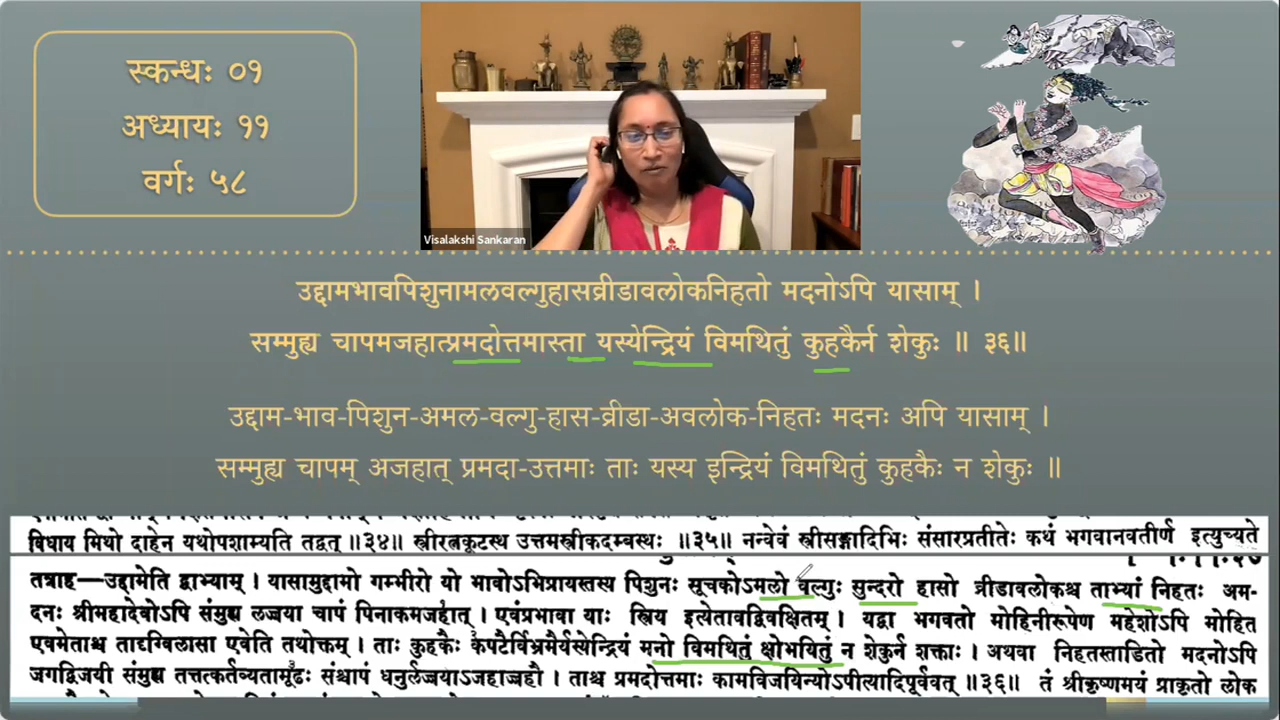 स्कन्धः ०१
अध्यायः ११
वर्गः ५८
Visalakshi Sankaran
उद्दामभावपिशुनामलवल्गुहासव्रीडावलोकनिहतो मदनोऽपि यासाम् ।
सम्मुह्य चापमजहात्प्रमदोत्तमास्ता यस्येन्द्रियं विमथितुं कुहकैर्न शेकुः ॥ ३६॥
उद्दाम-भाव-पिशुन-अमल-वल्गु-हास-व्रीडा-अवलोक-निहतः मदनः अपि यासाम् ।
सम्मुह्य चापम् अजहात् प्रमदा-उत्तमाः ताः यस्य इन्द्रियं विमथितुं कुहकैः न शेकुः ॥
विधाय मिथो दाहेन यथोपशाम्यति तद्वत् ॥३४॥ स्त्रीरत्नकूटस्थ उत्तमस्त्रीकदम्बस्थः ॥३५॥ नन्वेवं स्त्रीसङ्गादिभिः संसारप्रतीतेः कथं भगवानवतीर्ण इत्युच्यते
तत्राह—उद्दामेति द्वाभ्याम् । यासामुद्दामो गम्भीरो यो भावोऽभिप्रायस्तस्य पिशुनः सूचकोऽमलो वल्गुः सुन्दरो हासो व्रीडावलोकश्च ताभ्यां निहतः अम-
दनः श्रीमहादेवोऽपि संमुह्य लज्जया चापं पिनाकमजहात् । एवंप्रभावा याः स्त्रिय इत्येतावद्विवक्षितम् । यद्वा भगवतो मोहिनीरूपेण महेशोऽपि मोहित
एवमेताश्च तादृग्विलासा एवेति तथोक्तम् । ताः कुहकैः कपटैर्विभ्रमैर्यस्येन्द्रियं मनो विमथितुं क्षोभयितुं न शेकुर्न शक्ताः । अथवा निहतस्ताडितो मदनोऽपि
जगद्विजयी संमुह्य तत्तत्कर्तव्यतामूढः संश्चापं धनुर्लज्जयाऽजहाज्जहौ । ताश्च प्रमदोत्तमाः कामविजयिन्योऽपीत्यादिपूर्ववत् ॥३६॥ तं श्रीकृष्णमयं प्राकृतो लोक